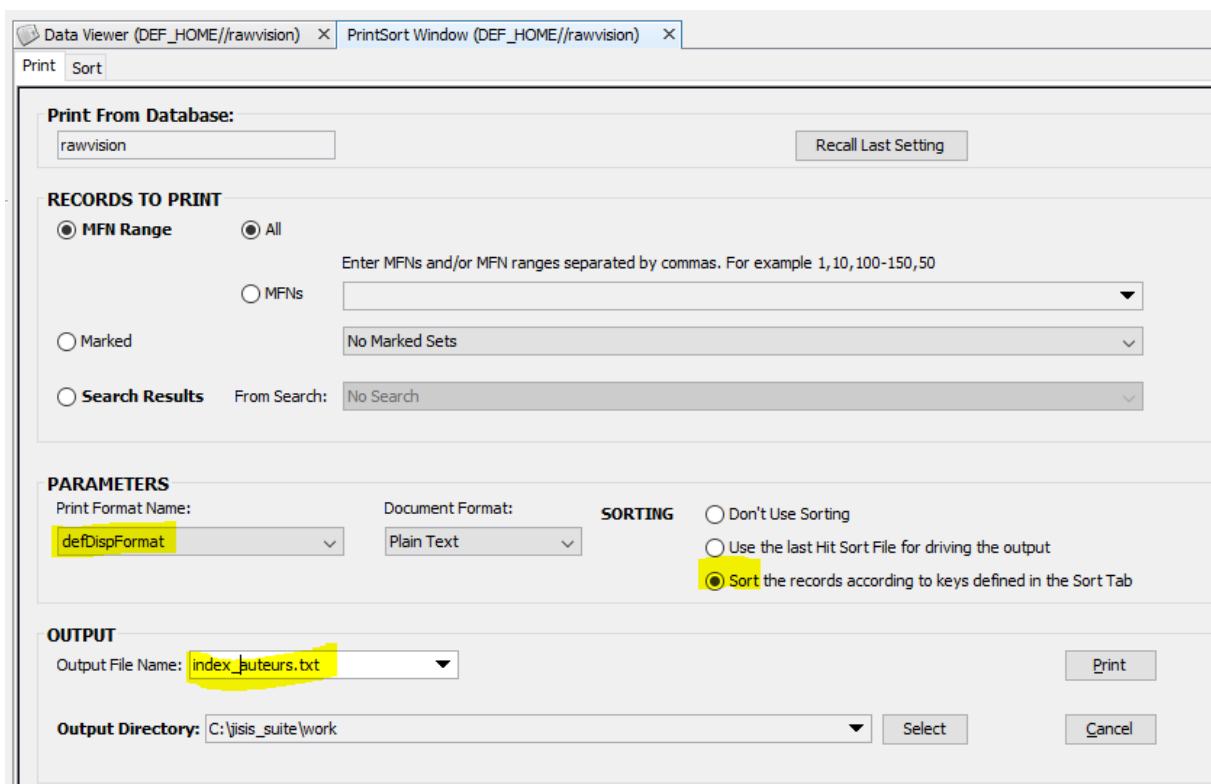 Data Viewer (DEF_HOME//rawvision) PrintSort Window (DEF_HOME//rawvision)
Print Sort
Print From Database:
rawvision Recall Last Setting
RECORDS TO PRINT
MFN Range All
Enter MFNs and/or MFN ranges separated by commas. For example 1,10,100-150,50
MFNs
Marked No Marked Sets
Search Results From Search: No Search
PARAMETERS
Print Format Name: Document Format: SORTING Don't Use Sorting
defDispFormat Plain Text Use the last Hit Sort File for driving the output
Sort the records according to keys defined in the Sort Tab
OUTPUT
Output File Name: index_auteurs.txt Print
Output Directory: C:\jisis_suite\work Select Cancel